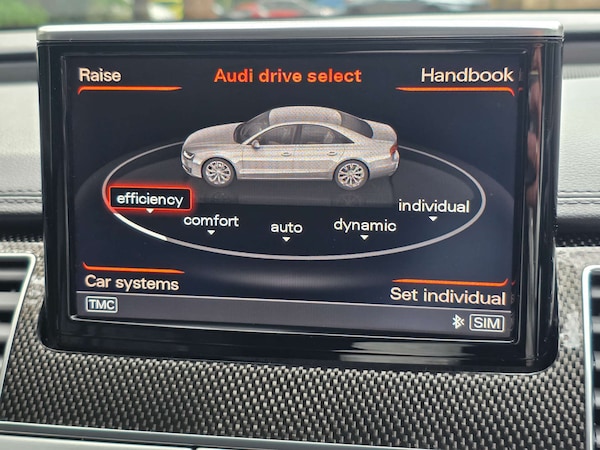 Raise
Audi drive select
Handbook
efficiency
comfort
auto
dynamic
individual
Car systems
Set individual
TMC
SIM